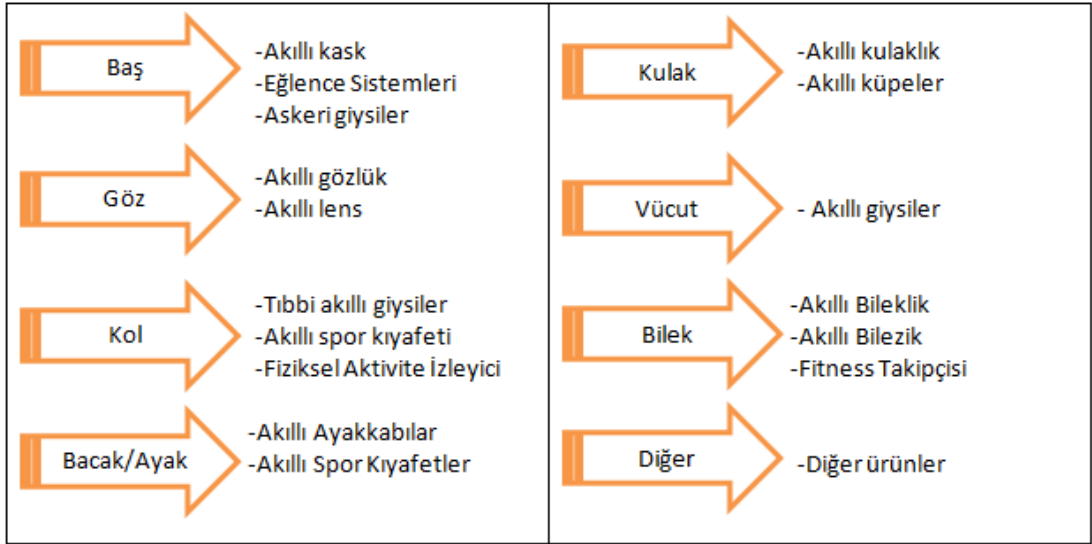 Baş
-Akıllı kask
-Eğlence Sistemleri
-Askeri giysiler
Göz
-Akıllı gözlük
-Akıllı lens
Kol
-Tıbbi akıllı giysiler
-Akıllı spor kıyafeti
-Fiziksel Aktivite İzleyici
Bacak/Ayak
-Akıllı Ayakkabılar
-Akıllı Spor Kıyafetler
Kulak
-Akıllı kulaklık
-Akıllı küpeler
Vücut
- Akıllı giysiler
Bilek
-Akıllı Bileklik
-Akıllı Bilezik
-Fitness Takipçisi
Diğer
-Diğer ürünler